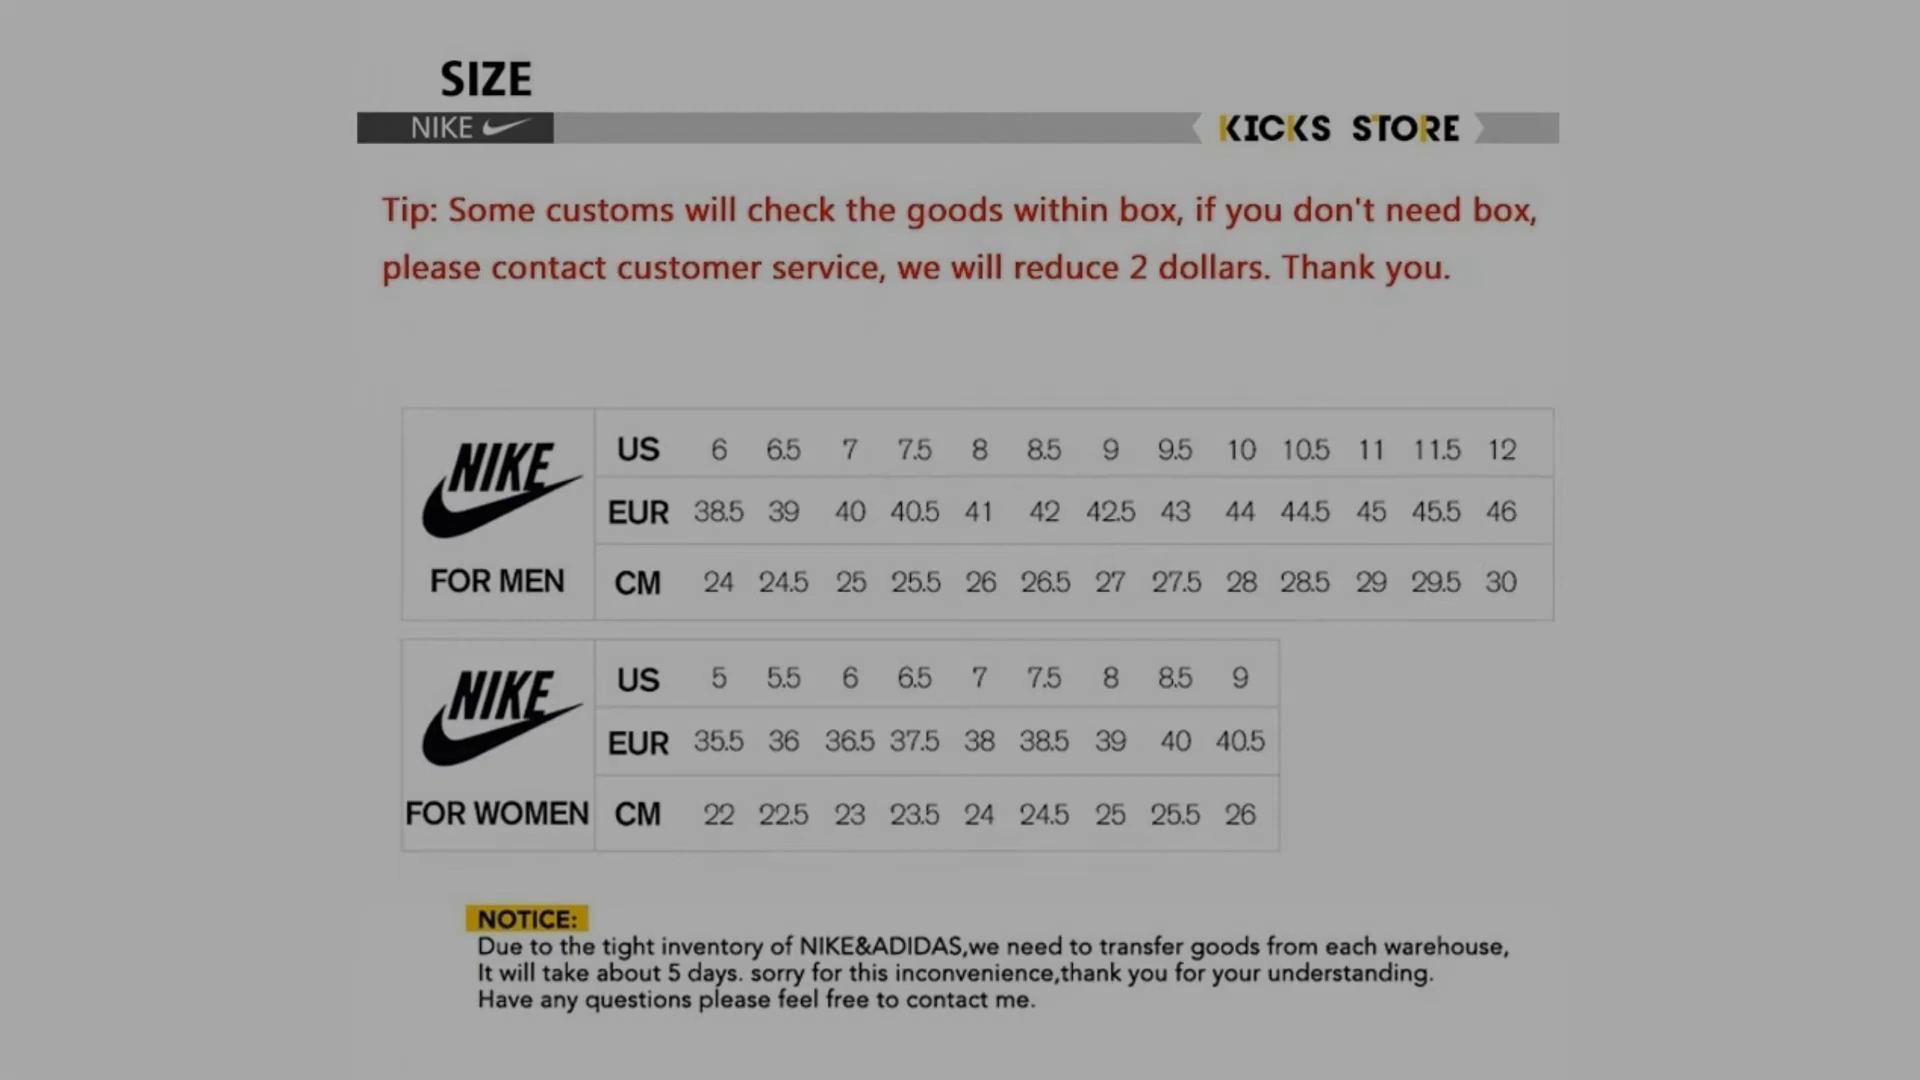 SIZE
NIKE
KICKS STORE
Tip: Some customs will check the goods within box, if you don't need box,
please contact customer service, we will reduce 2 dollars. Thank you.
NIKE
FOR MEN
US 6 6.5 7 7.5 8 8.5 9 9.5 10 10.5 11 11.5 12
EUR 38.5 39 40 40.5 41 42 42.5 43 44 44.5 45 45.5 46
CM 24 24.5 25 25.5 26 26.5 27 27.5 28 28.5 29 29.5 30
NIKE
FOR WOMEN
US 5 5.5 6 6.5 7 7.5 8 8.5 9
EUR 35.5 36 36.5 37.5 38 38.5 39 40 40.5
CM 22 22.5 23 23.5 24 24.5 25 25.5 26
NOTICE:
Due to the tight inventory of NIKE&ADIDAS,we need to transfer goods from each warehouse,
It will take about 5 days. sorry for this inconvenience,thank you for your understanding.
Have any questions please feel free to contact me.